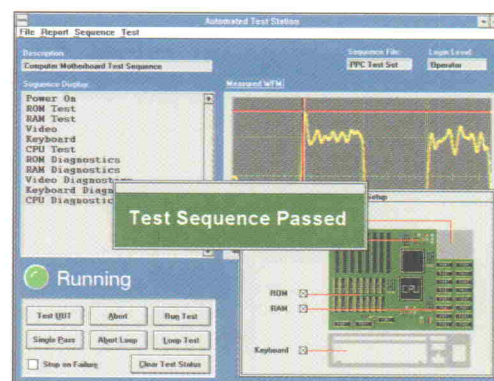 Automated Test Station
File Report Sequence Test
Description
Computer Motherboard Test Sequence
Sequence File:
PPC Test Set
Login Level:
Operator
Sequence Display
Measured WFM
Power On
ROM Test
RAM Test
Video
Keyboard
CPU Test
ROM Diagnostics
RAM Diagnostics
Video Diagnostics
Keyboard Diagn
CPU Diagnostic
Test Sequence Passed
Setup
Running
CPU
ROM
RAM
Keyboard
Test UUT
Abort
Run Test
Single Pass
Abort Loop
Loop Test
Stop on Failure
Clear Test Status